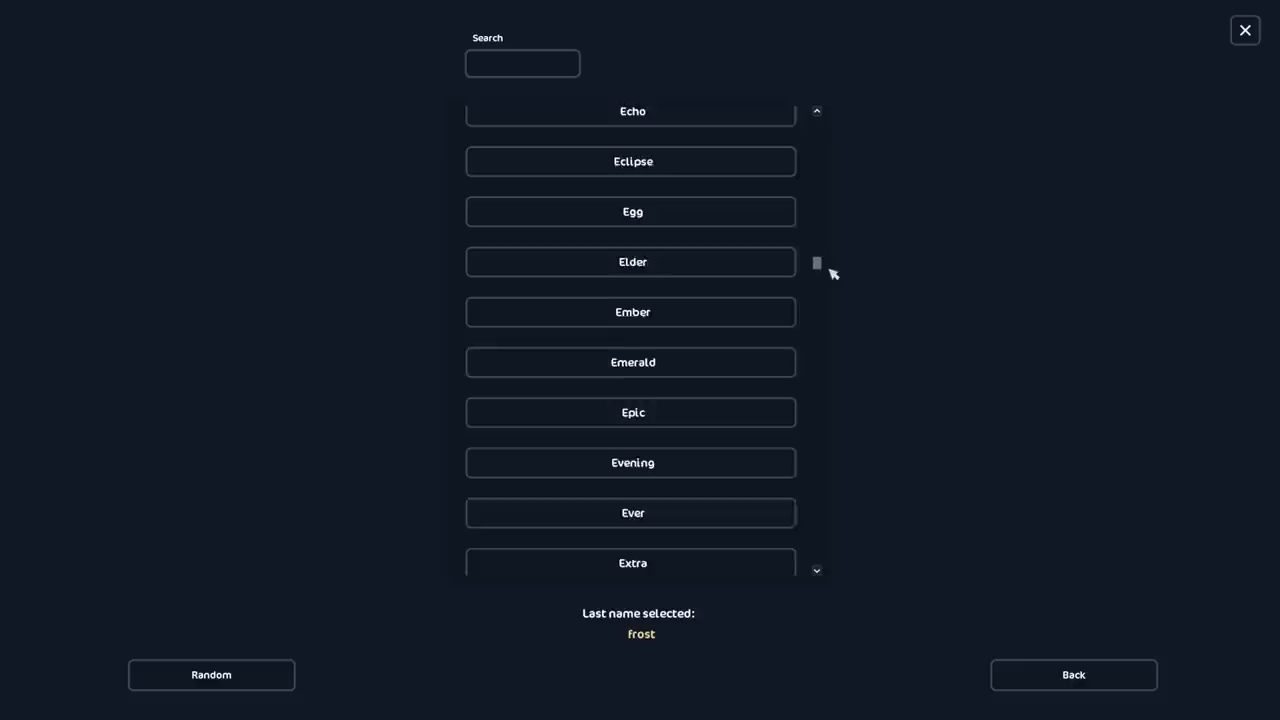 Search
Echo
Eclipse
Egg
Elder
Ember
Emerald
Epic
Evening
Ever
Extra
Last name selected:
frost
Random
Back